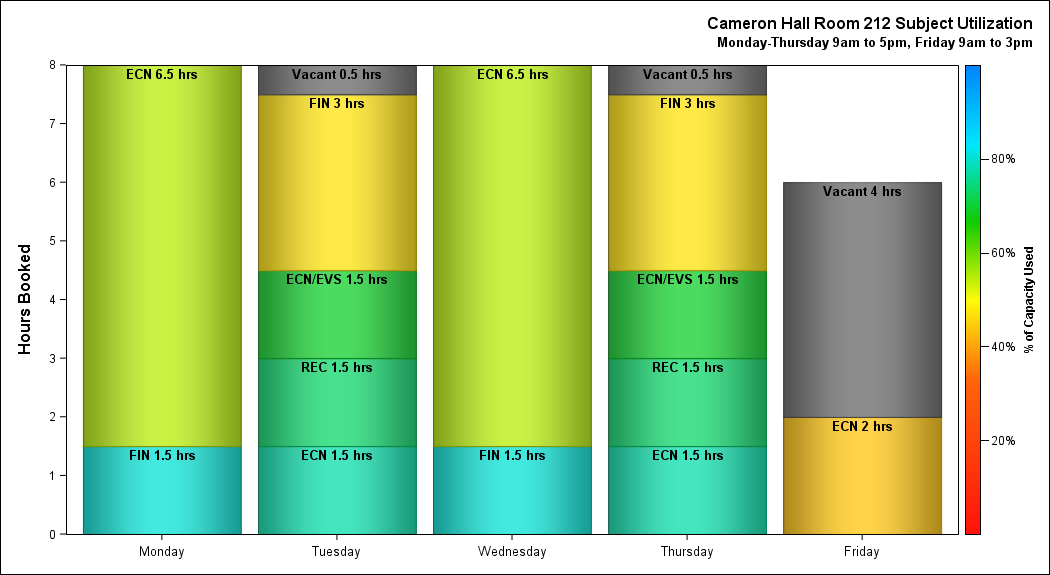 Cameron Hall Room 212 Subject Utilization
Monday-Thursday 9am to 5pm, Friday 9am to 3pm
Hours Booked
8
7
6
5
4
3
2
1
0
ECN 6.5 hrs
FIN 1.5 hrs
Vacant 0.5 hrs
FIN 3 hrs
ECN/EVS 1.5 hrs
REC 1.5 hrs
ECN 1.5 hrs
ECN 6.5 hrs
FIN 1.5 hrs
Vacant 0.5 hrs
FIN 3 hrs
ECN/EVS 1.5 hrs
REC 1.5 hrs
ECN 1.5 hrs
Vacant 4 hrs
ECN 2 hrs
Monday
Tuesday
Wednesday
Thursday
Friday
80%
60%
40%
20%
% of Capacity Used